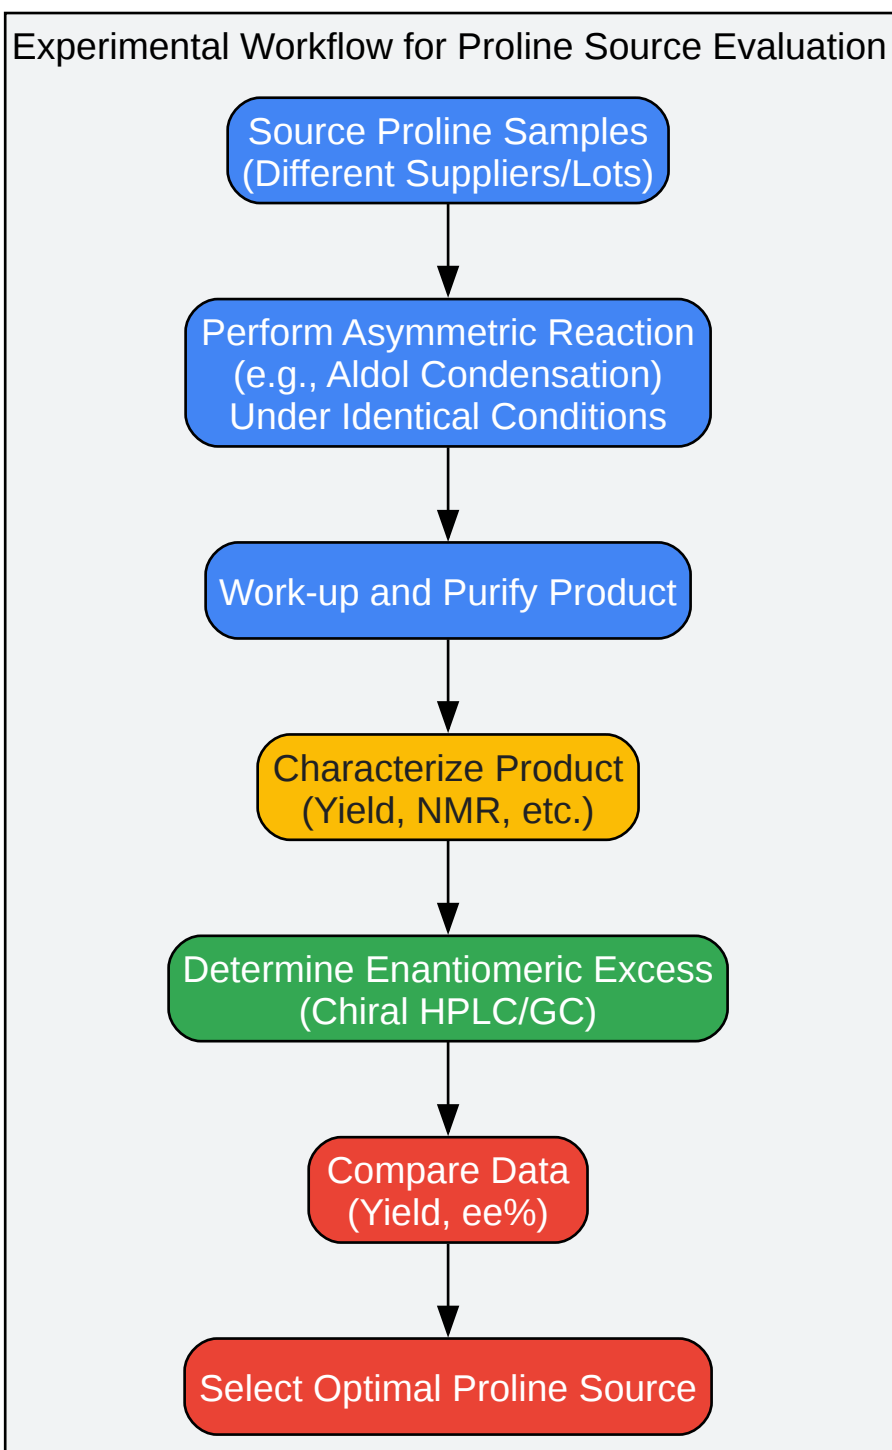 Experimental Workflow for Proline Source Evaluation
Source Proline Samples
(Different Suppliers/Lots)
Perform Asymmetric Reaction
(e.g., Aldol Condensation)
Under Identical Conditions
Work-up and Purify Product
Characterize Product
(Yield, NMR, etc.)
Determine Enantiomeric Excess
(Chiral HPLC/GC)
Compare Data
(Yield, ee%)
Select Optimal Proline Source